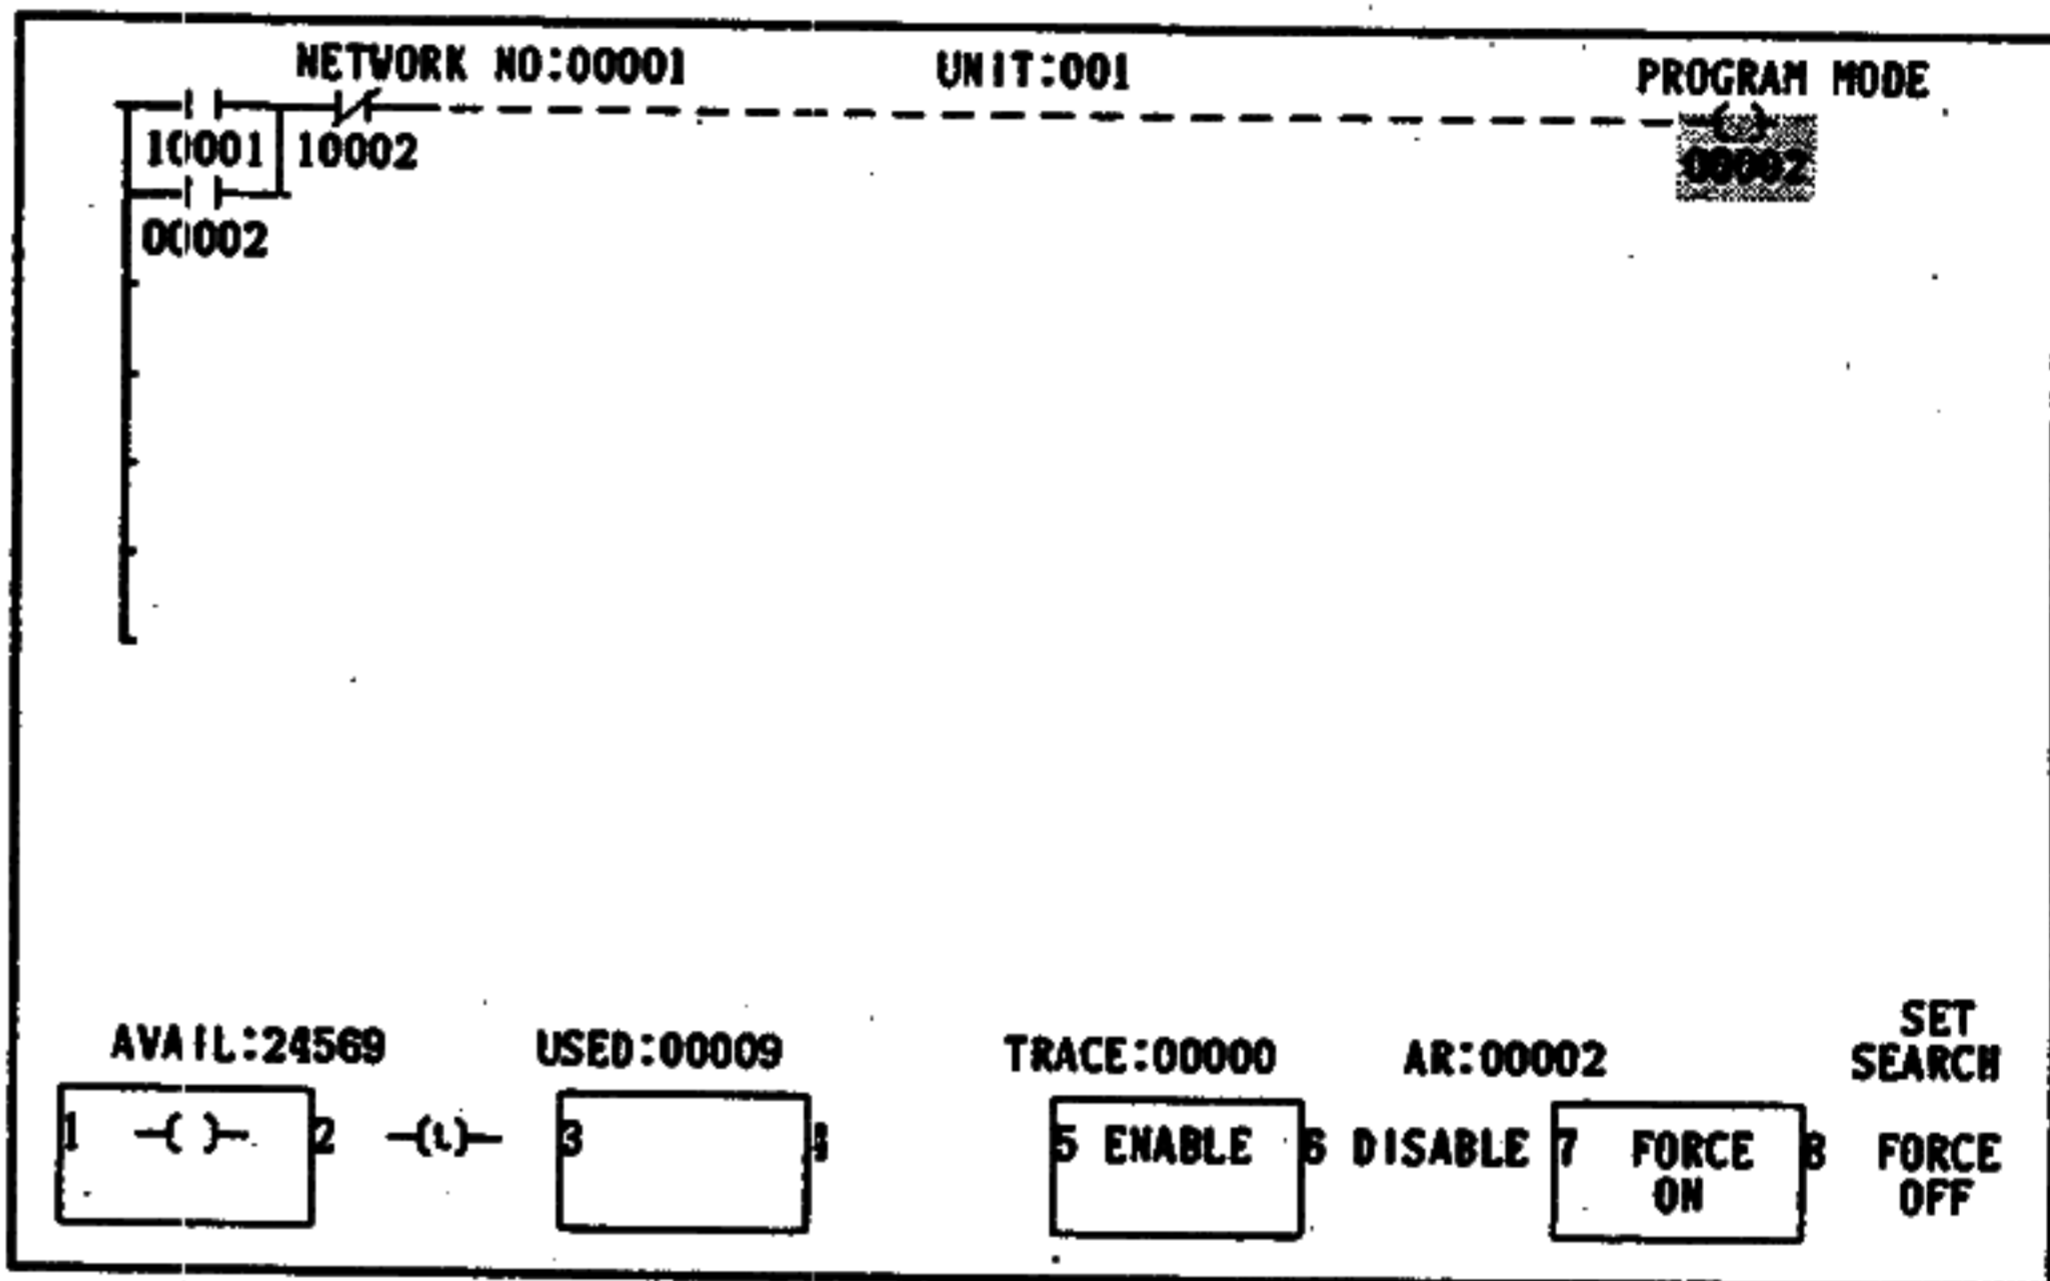 NETWORK NO:00001 UNIT:001 PROGRAM MODE
10001 10002 00002
00002
AVAIL:24569 USED:00009 TRACE:00000 AR:00002 SET SEARCH
1 -( )- 2 -(L)- 3 4 5 ENABLE 6 DISABLE 7 FORCE ON 8 FORCE OFF